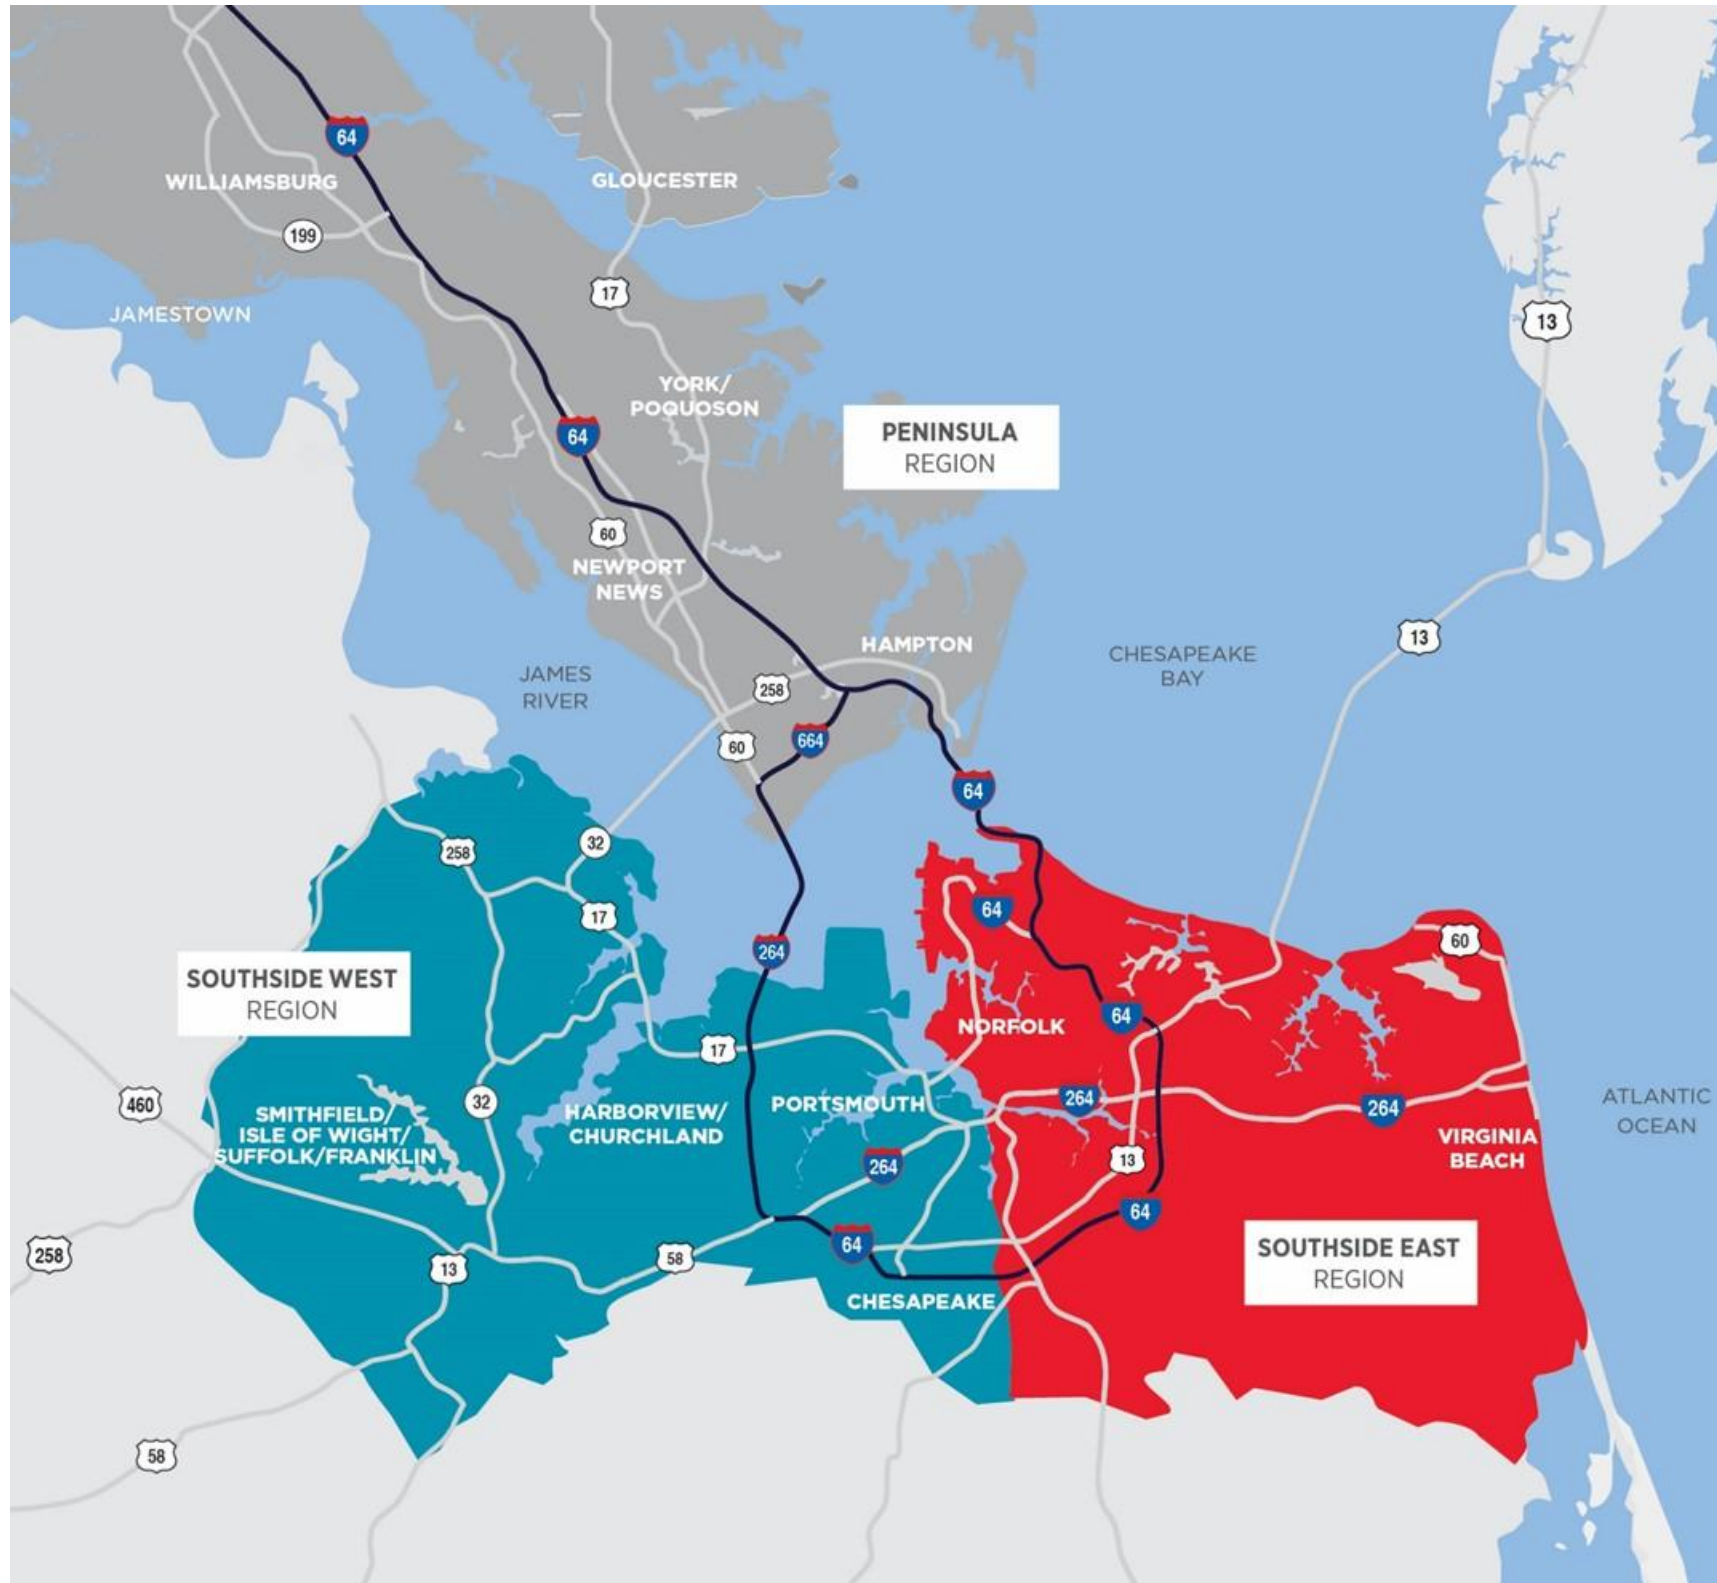 64
WILLIAMSBURG
GLOUCESTER
199
17
JAMESTOWN
13
YORK/
POQUOSON
64
PENINSULA
REGION
60
NEWPORT
NEWS
HAMPTON
13
CHESAPEAKE
BAY
JAMES
RIVER
258
664
60
64
32
258
64
17
264
60
SOUTHSIDE WEST
REGION
64
NORFOLK
17
460
32
SMITHFIELD/
ISLE OF WIGHT/
SUFFOLK/FRANKLIN
HARBORVIEW/
CHURCHLAND
PORTSMOUTH
264
264
ATLANTIC
OCEAN
VIRGINIA
BEACH
264
13
64
258
13
58
64
SOUTHSIDE EAST
REGION
CHESAPEAKE
58